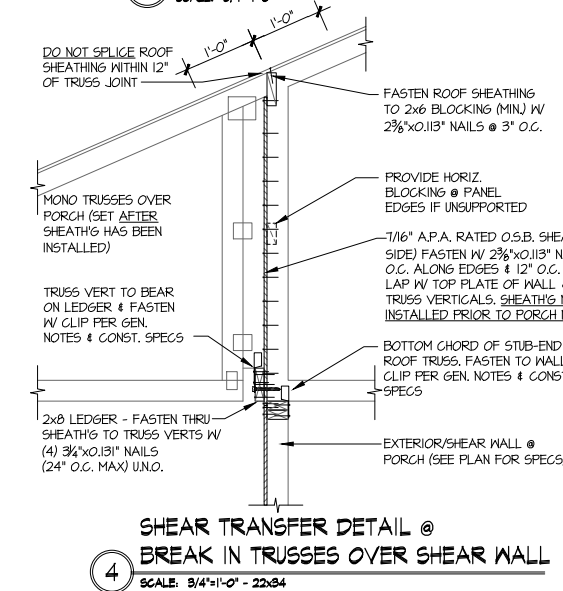 1'-0"
1'-0"
DO NOT SPLICE ROOF
SHEATHING WITHIN 12"
OF TRUSS JOINT
FASTEN ROOF SHEATHING
TO 2x6 BLOCKING (MIN.) W/
2⅜"x0.113" NAILS @ 3" O.C.
PROVIDE HORIZ.
BLOCKING @ PANEL
EDGES IF UNSUPPORTED
MONO TRUSSES OVER
PORCH (SET AFTER
SHEATH'G HAS BEEN
INSTALLED)
7/16" A.P.A. RATED O.S.B. SHEA
SIDE) FASTEN W/ 2⅜"x0.113" N
O.C. ALONG EDGES & 12" O.C.
LAP W/ TOP PLATE OF WALL &
TRUSS VERTICALS. SHEATH'G
INSTALLED PRIOR TO PORCH
TRUSS VERT TO BEAR
ON LEDGER & FASTEN
W/ CLIP PER GEN.
NOTES & CONST. SPECS
BOTTOM CHORD OF STUB-END
ROOF TRUSS. FASTEN TO WALL
CLIP PER GEN. NOTES & CONST
SPECS
2x8 LEDGER - FASTEN THRU
SHEATH'G TO TRUSS VERTS W/
(4) 3¼"x0.131" NAILS
(24" O.C. MAX) U.N.O.
EXTERIOR/SHEAR WALL @
PORCH (SEE PLAN FOR SPECS
SHEAR TRANSFER DETAIL @
4 BREAK IN TRUSSES OVER SHEAR WALL
SCALE: 3/4"=1'-0" - 22x34